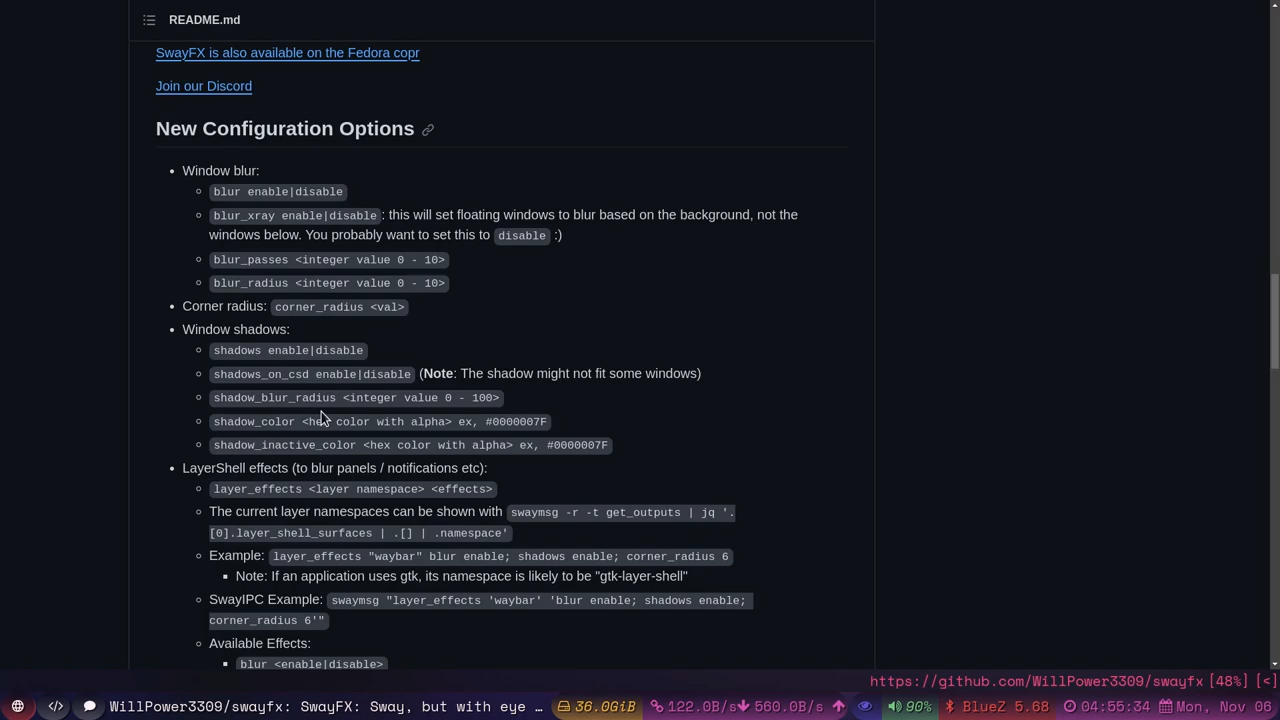 README.md
SwayFX is also available on the Fedora copr
Join our Discord
New Configuration Options
• Window blur:
◦ blur enable|disable
◦ blur_xray enable|disable: this will set floating windows to blur based on the background, not the
windows below. You probably want to set this to disable :)
◦ blur_passes <integer value 0 - 10>
◦ blur_radius <integer value 0 - 10>
• Corner radius: corner_radius <val>
• Window shadows:
◦ shadows enable|disable
◦ shadows_on_csd enable|disable (Note: The shadow might not fit some windows)
◦ shadow_blur_radius <integer value 0 - 100>
◦ shadow_color <hex color with alpha> ex, #0000007F
◦ shadow_inactive_color <hex color with alpha> ex, #0000007F
• LayerShell effects (to blur panels / notifications etc):
◦ layer_effects <layer namespace> <effects>
◦ The current layer namespaces can be shown with swaymsg -r -t get_outputs | jq '.
[0].layer_shell_surfaces | .[] | .namespace'
◦ Example: layer_effects "waybar" blur enable; shadows enable; corner_radius 6
▪ Note: If an application uses gtk, its namespace is likely to be "gtk-layer-shell"
◦ SwayIPC Example: swaymsg "layer_effects 'waybar' 'blur enable; shadows enable;
corner_radius 6'"
◦ Available Effects:
▪ blur <enable|disable>
https://github.com/WillPower3309/swayfx [48%] [<]
WillPower3309/swayfx: SwayFX: Sway, but with eye … 36.0GiB 122.0B/s 560.0B/s 90% BlueZ 5.68 04:55:34 Mon, Nov 06